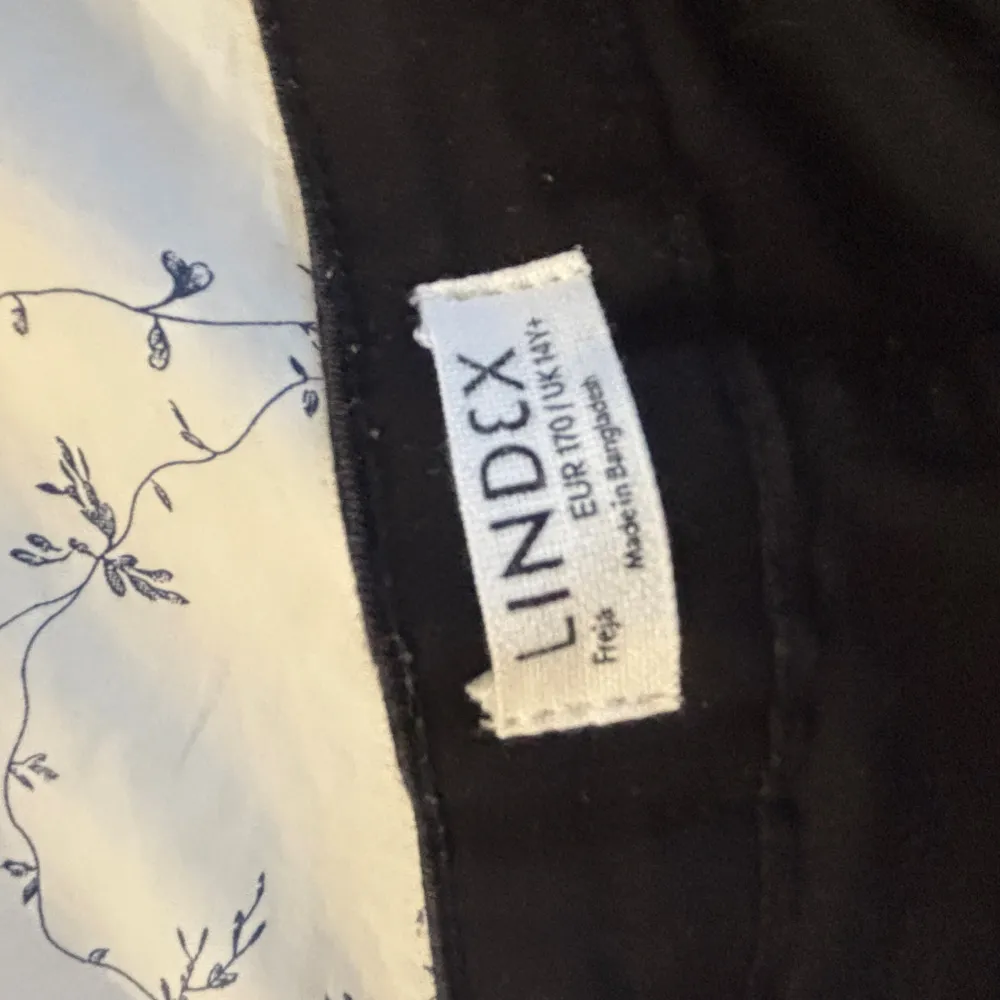 LINDEX
EUR 170 / UK 14Y+
Made in Bangladesh
Freja